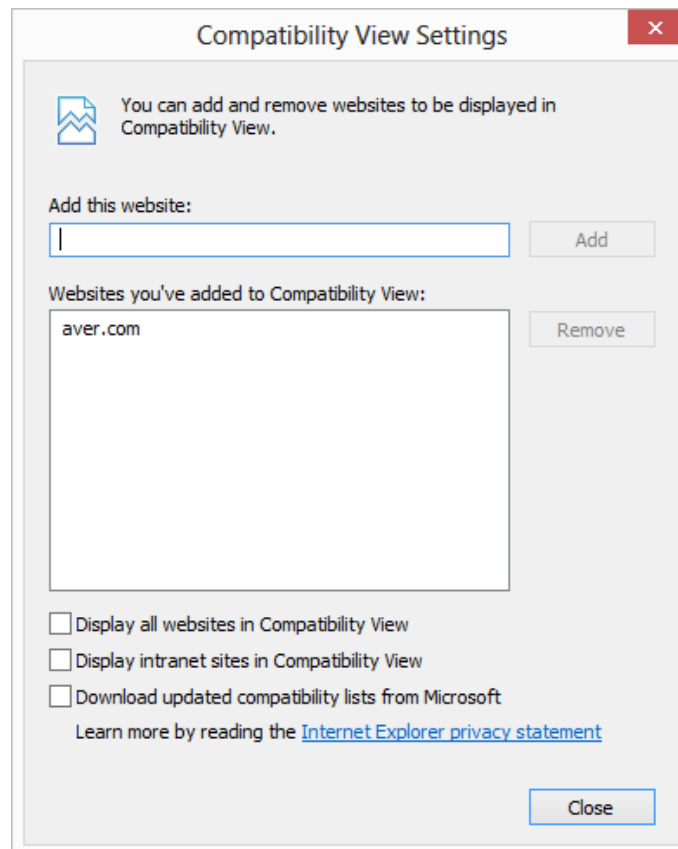 Compatibility View Settings
You can add and remove websites to be displayed in
Compatibility View.
Add this website:
Add
Websites you've added to Compatibility View:
aver.com
Remove
Display all websites in Compatibility View
Display intranet sites in Compatibility View
Download updated compatibility lists from Microsoft
Learn more by reading the Internet Explorer privacy statement
Close